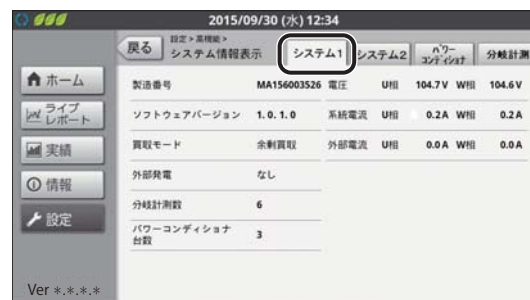 2015/09/30 (水) 12:34
戻る
設定 > 高機能 >
システム情報表示
システム1
システム2
パワー
コンディショナ
分岐計測
ホーム
ライブ
レポート
実績
情報
設定
Ver *.*.*.*
製造番号 MA156003526
ソフトウェアバージョン 1.0.1.0
買取モード 余剰買取
外部発電 なし
分岐計測数 6
パワーコンディショナ
台数 3
電圧 U相 104.7V W相 104.6V
系統電流 U相 0.2A W相 0.2A
外部電流 U相 0.0A W相 0.0A